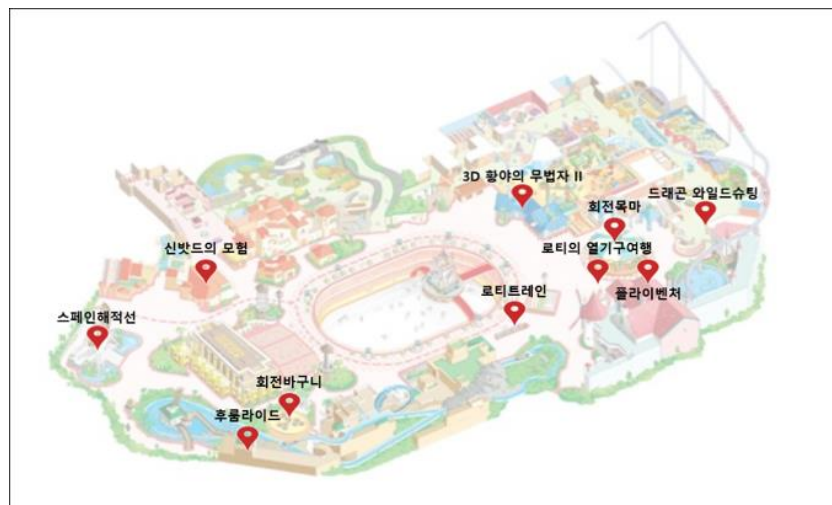 3D 황야의 무법자 II
드래곤 와일드슈팅
회전목마
신밧드의 모험
로티의 열기구여행
로티트레인
플라이벤처
스페인해적선
회전바구니
후룸라이드